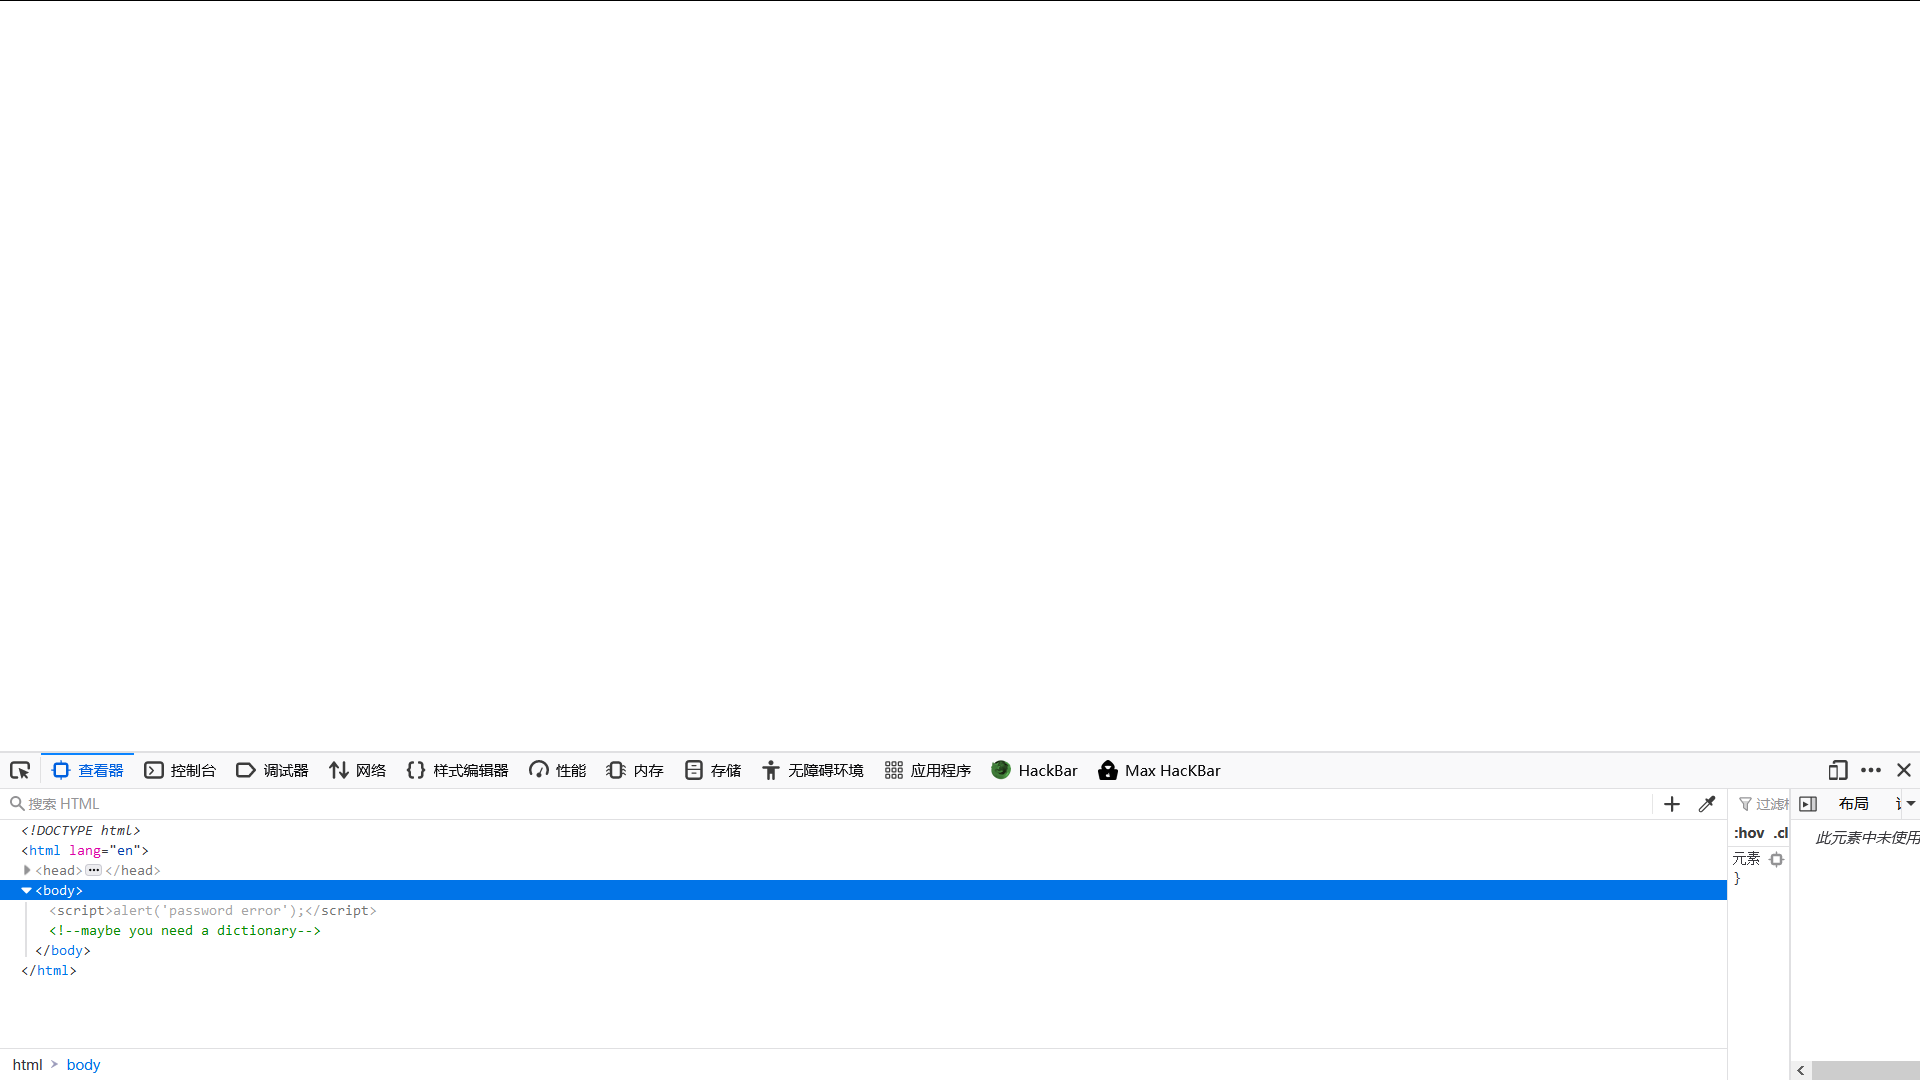 查看器 控制台 调试器 网络 样式编辑器 性能 内存 存储 无障碍环境 应用程序 HackBar Max HacKBar
搜索 HTML
<!DOCTYPE html>
<html lang="en">
<head> ••• </head>
<body>
<script>alert('password error');</script>
<!--maybe you need a dictionary-->
</body>
</html>
html > body
过滤
:hov .cl
元素
}
布局
此元素中未使用